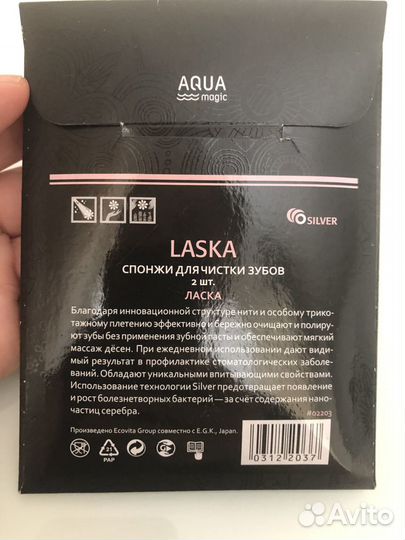 AQUA
magic
SILVER
LASKA
СПОНЖИ ДЛЯ ЧИСТКИ ЗУБОВ
2 шт.
ЛАСКА
Благодаря инновационной структуре нити и особому трико-
тажному плетению эффективно и бережно очищают и полиру-
ют зубы без применения зубной пасты и обеспечивают мягкий
массаж дёсен. При ежедневном использовании дают види-
мый результат в профилактике стоматологических заболе-
ваний. Обладают уникальными впитывающими свойствами.
Использование технологии Silver предотвращает появление
и рост болезнетворных бактерий — за счёт содержания нано-
частиц серебра.
#02203
Произведено Ecovita Group совместно с E.G.K., Japan.
21
PAP
03122037
Avito